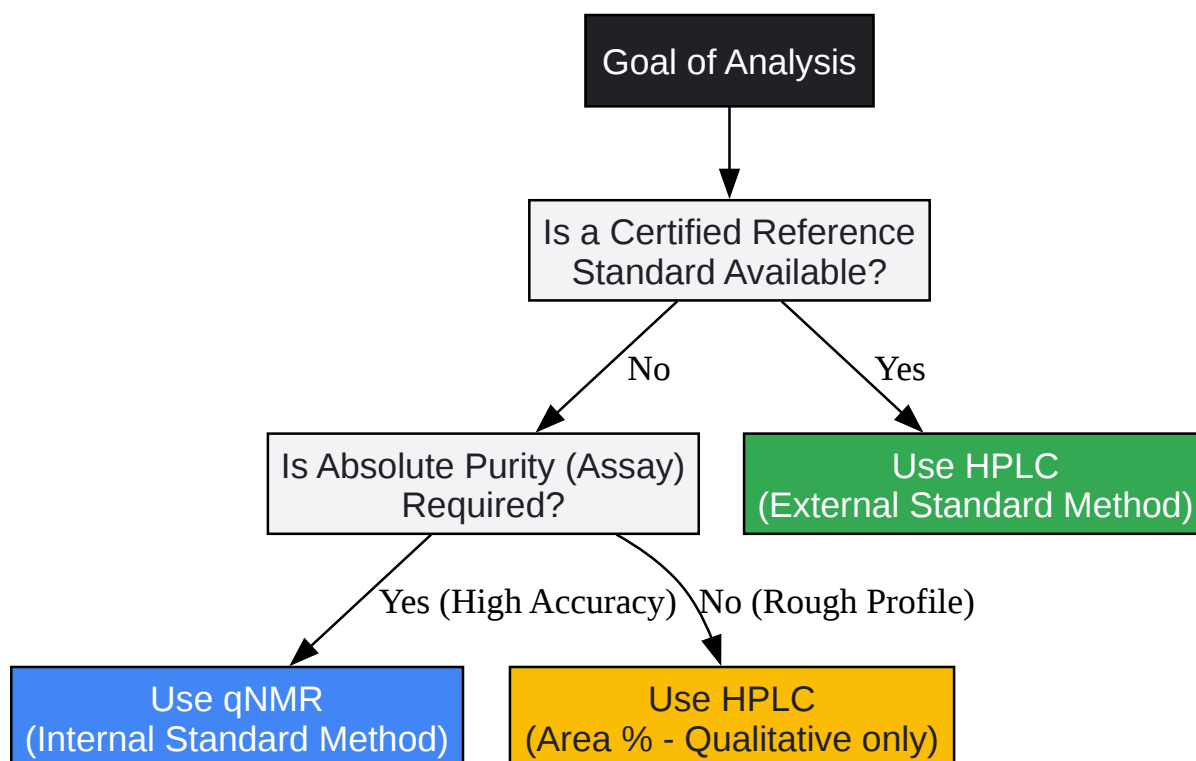 Goal of Analysis
Is a Certified Reference
Standard Available?
No
Yes
Is Absolute Purity (Assay)
Required?
Use HPLC
(External Standard Method)
Yes (High Accuracy)
No (Rough Profile)
Use qNMR
(Internal Standard Method)
Use HPLC
(Area % - Qualitative only)